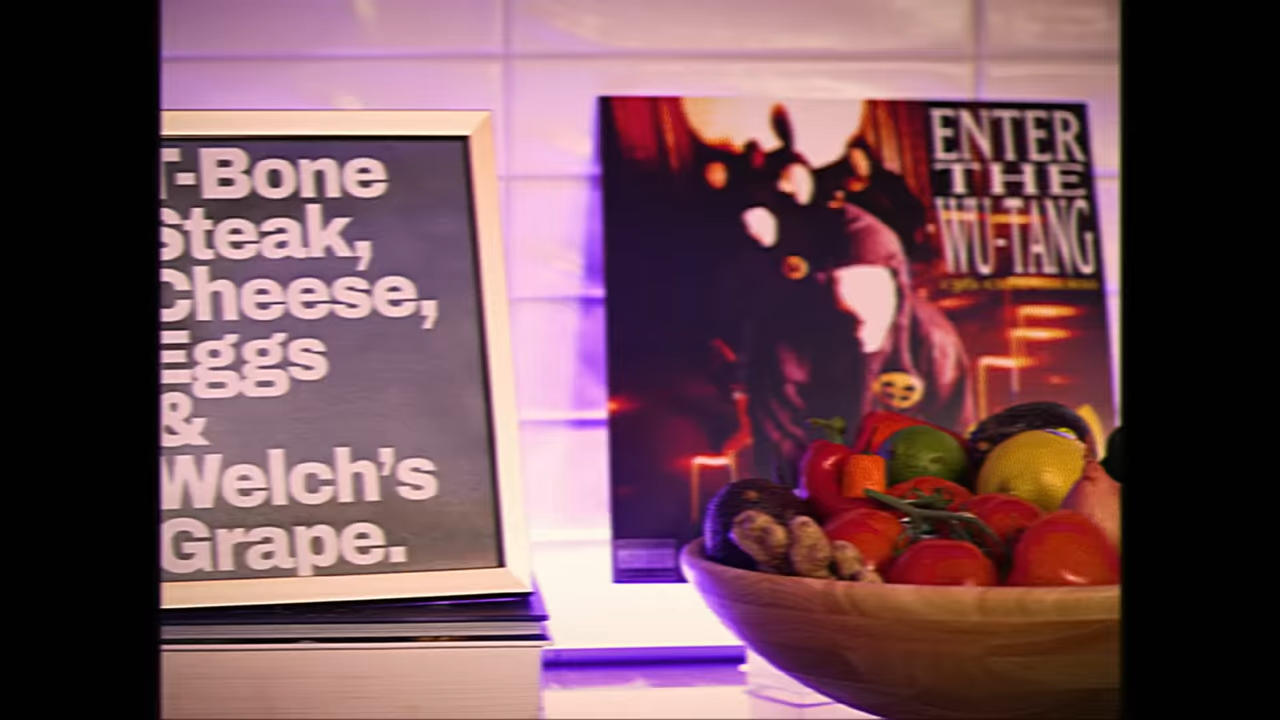 T-Bone
Steak,
Cheese,
Eggs
&
Welch's
Grape.
ENTER
THE
WU-TANG